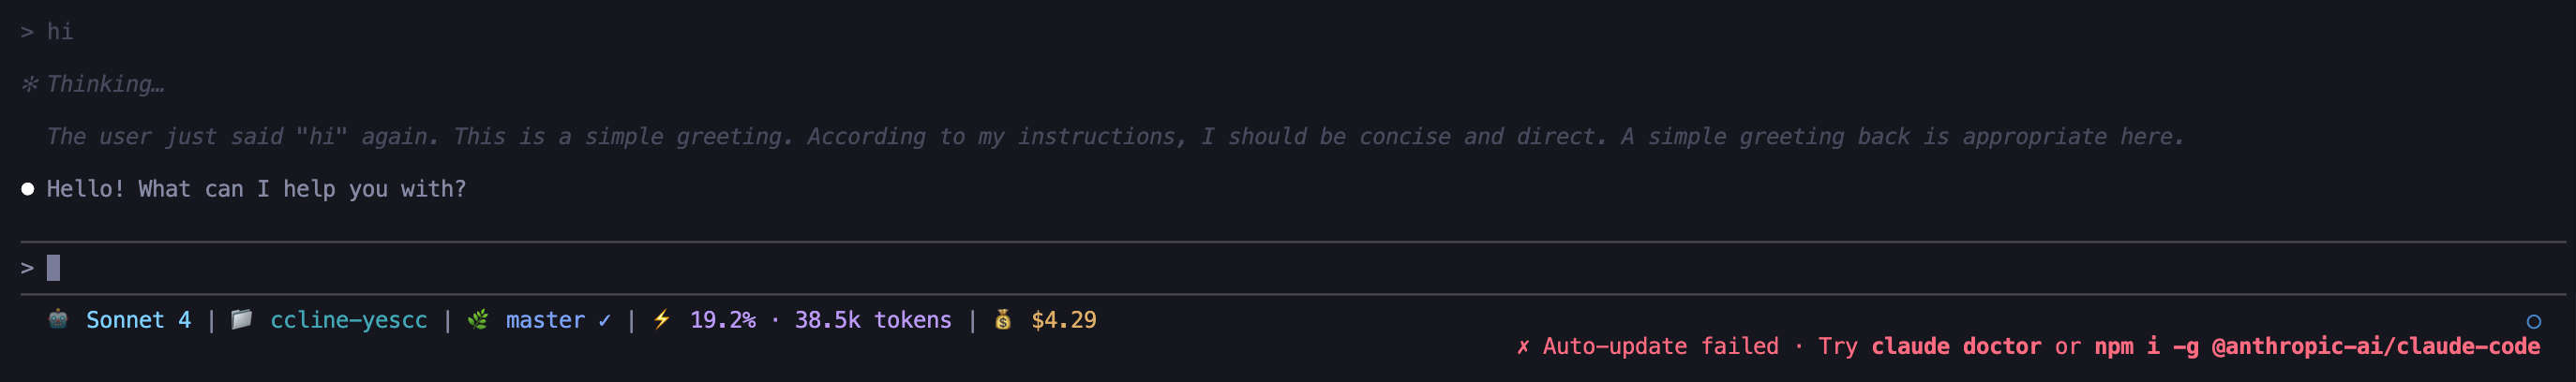 > hi
✻ Thinking…
The user just said "hi" again. This is a simple greeting. According to my instructions, I should be concise and direct. A simple greeting back is appropriate here.
● Hello! What can I help you with?
>
🤖 Sonnet 4 | 📁 ccline-yescc | 🌿 master ✓ | ⚡ 19.2% · 38.5k tokens | 💰 $4.29 ○
✗ Auto-update failed · Try claude doctor or npm i -g @anthropic-ai/claude-code